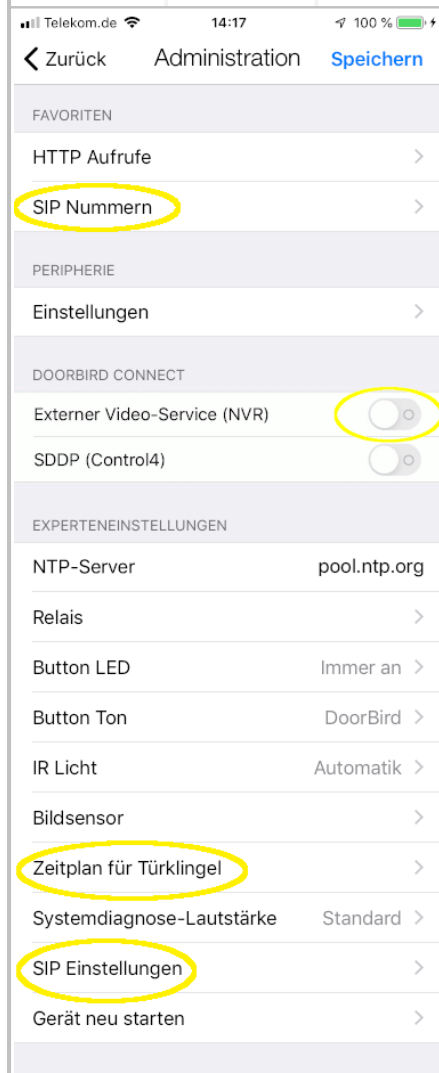 Telekom.de 14:17 100 %
Zurück Administration Speichern
FAVORITEN
HTTP Aufrufe
SIP Nummern
PERIPHERIE
Einstellungen
DOORBIRD CONNECT
Externer Video-Service (NVR)
SDDP (Control4)
EXPERTENEINSTELLUNGEN
NTP-Server pool.ntp.org
Relais
Button LED Immer an
Button Ton DoorBird
IR Licht Automatik
Bildsensor
Zeitplan für Türklingel
Systemdiagnose-Lautstärke Standard
SIP Einstellungen
Gerät neu starten